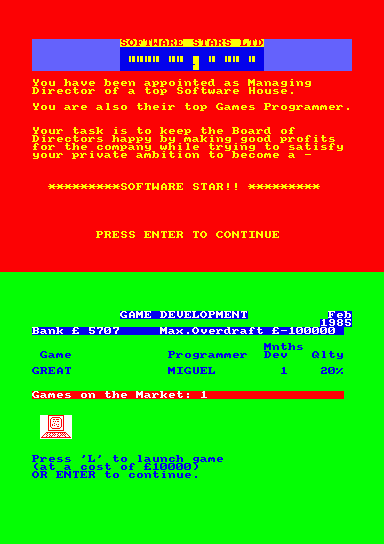 SOFTWARE STARS LTD
You have been appointed as Managing
Director of a top Software House.
You are also their top Games Programmer.
Your task is to keep the Board of
Directors happy by making good profits
for the company while trying to satisfy
your private ambition to become a -
*********SOFTWARE STAR!! *********
PRESS ENTER TO CONTINUE
GAME DEVELOPMENT Feb
1985
Bank £ 5707 Max.Overdraft £-100000
Mnths
Game Programmer Dev Qlty
GREAT MIGUEL 1 20%
Games on the Market: 1
Press 'L' to launch game
(at a cost of £10000)
OR ENTER to continue.